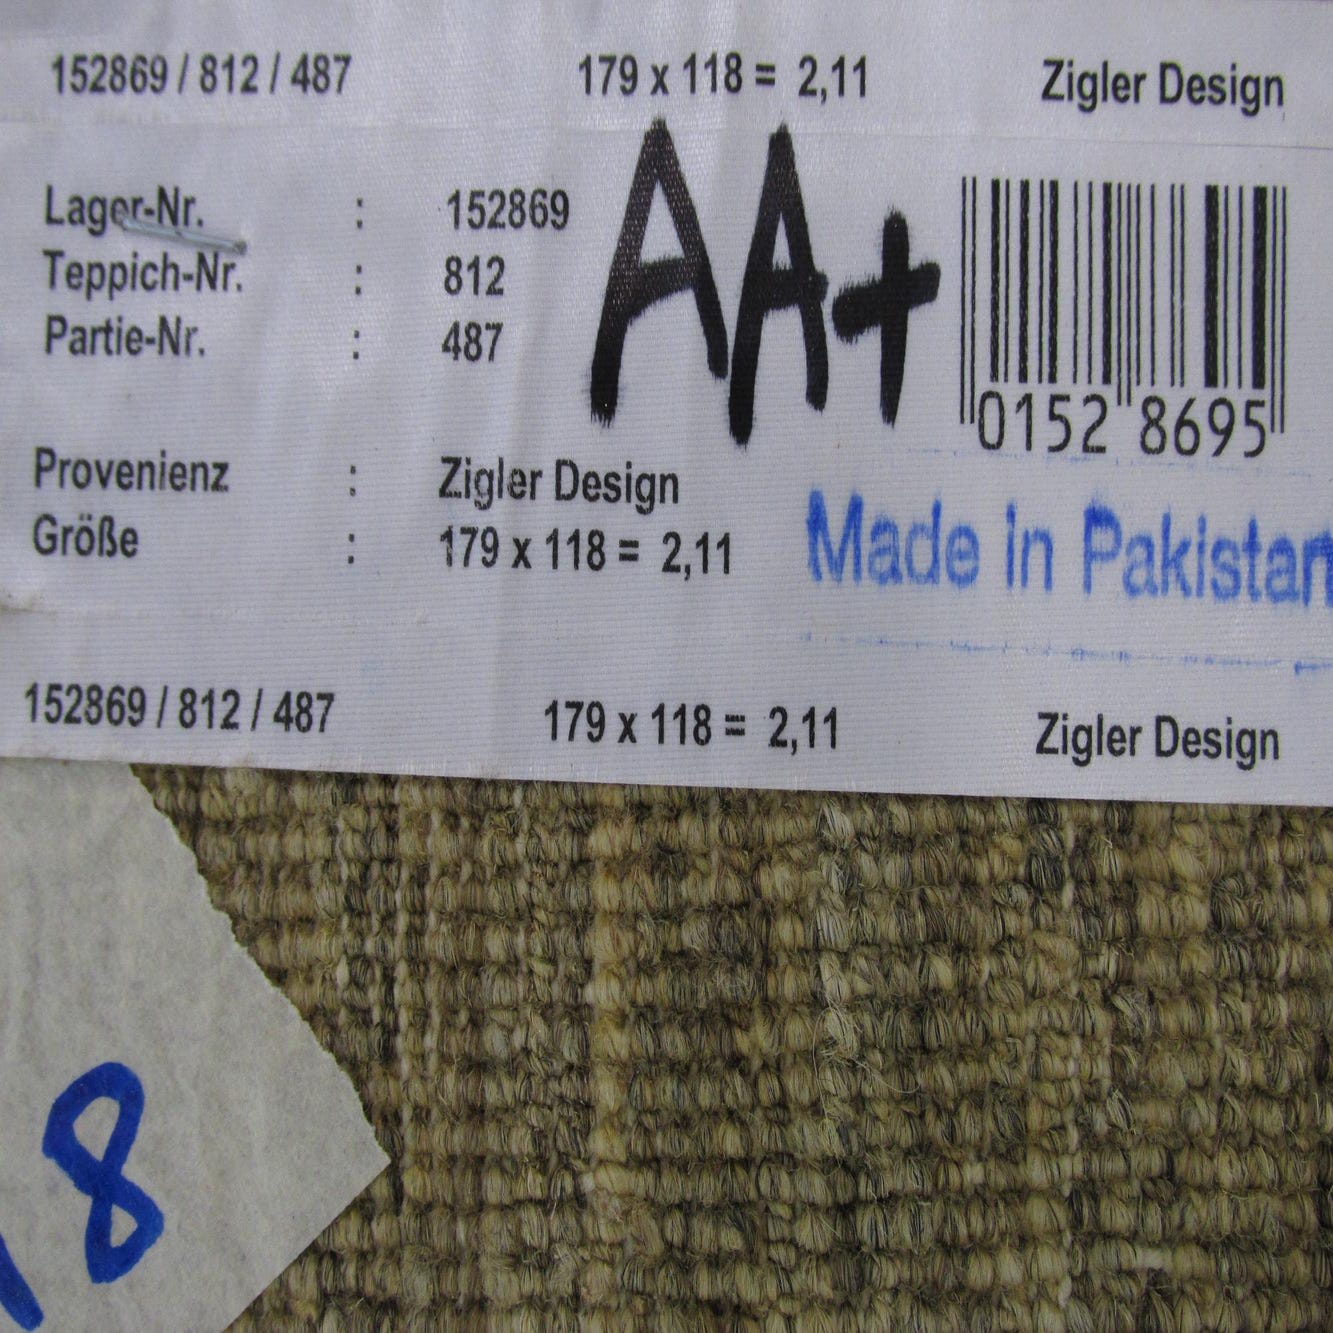 152869 / 812 / 487 179 x 118 = 2,11 Zigler Design
AA+
Lager-Nr. : 152869
Teppich-Nr. : 812
Partie-Nr. : 487
0152 8695
Provenienz : Zigler Design
Größe : 179 x 118 = 2,11
Made in Pakistan
152869 / 812 / 487 179 x 118 = 2,11 Zigler Design
8